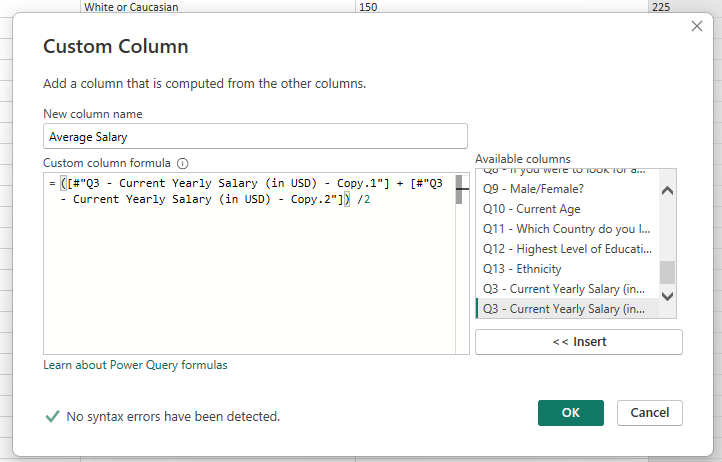 White or Caucasian 150 225
Custom Column
Add a column that is computed from the other columns.
New column name
Average Salary
Custom column formula
= ([#"Q3 - Current Yearly Salary (in USD) - Copy.1"] + [#"Q3
- Current Yearly Salary (in USD) - Copy.2"]) /2
Available columns
Q8 - If you were to look for a...
Q9 - Male/Female?
Q10 - Current Age
Q11 - Which Country do you l...
Q12 - Highest Level of Educati...
Q13 - Ethnicity
Q3 - Current Yearly Salary (in...
Q3 - Current Yearly Salary (in...
<< Insert
Learn about Power Query formulas
No syntax errors have been detected.
OK
Cancel